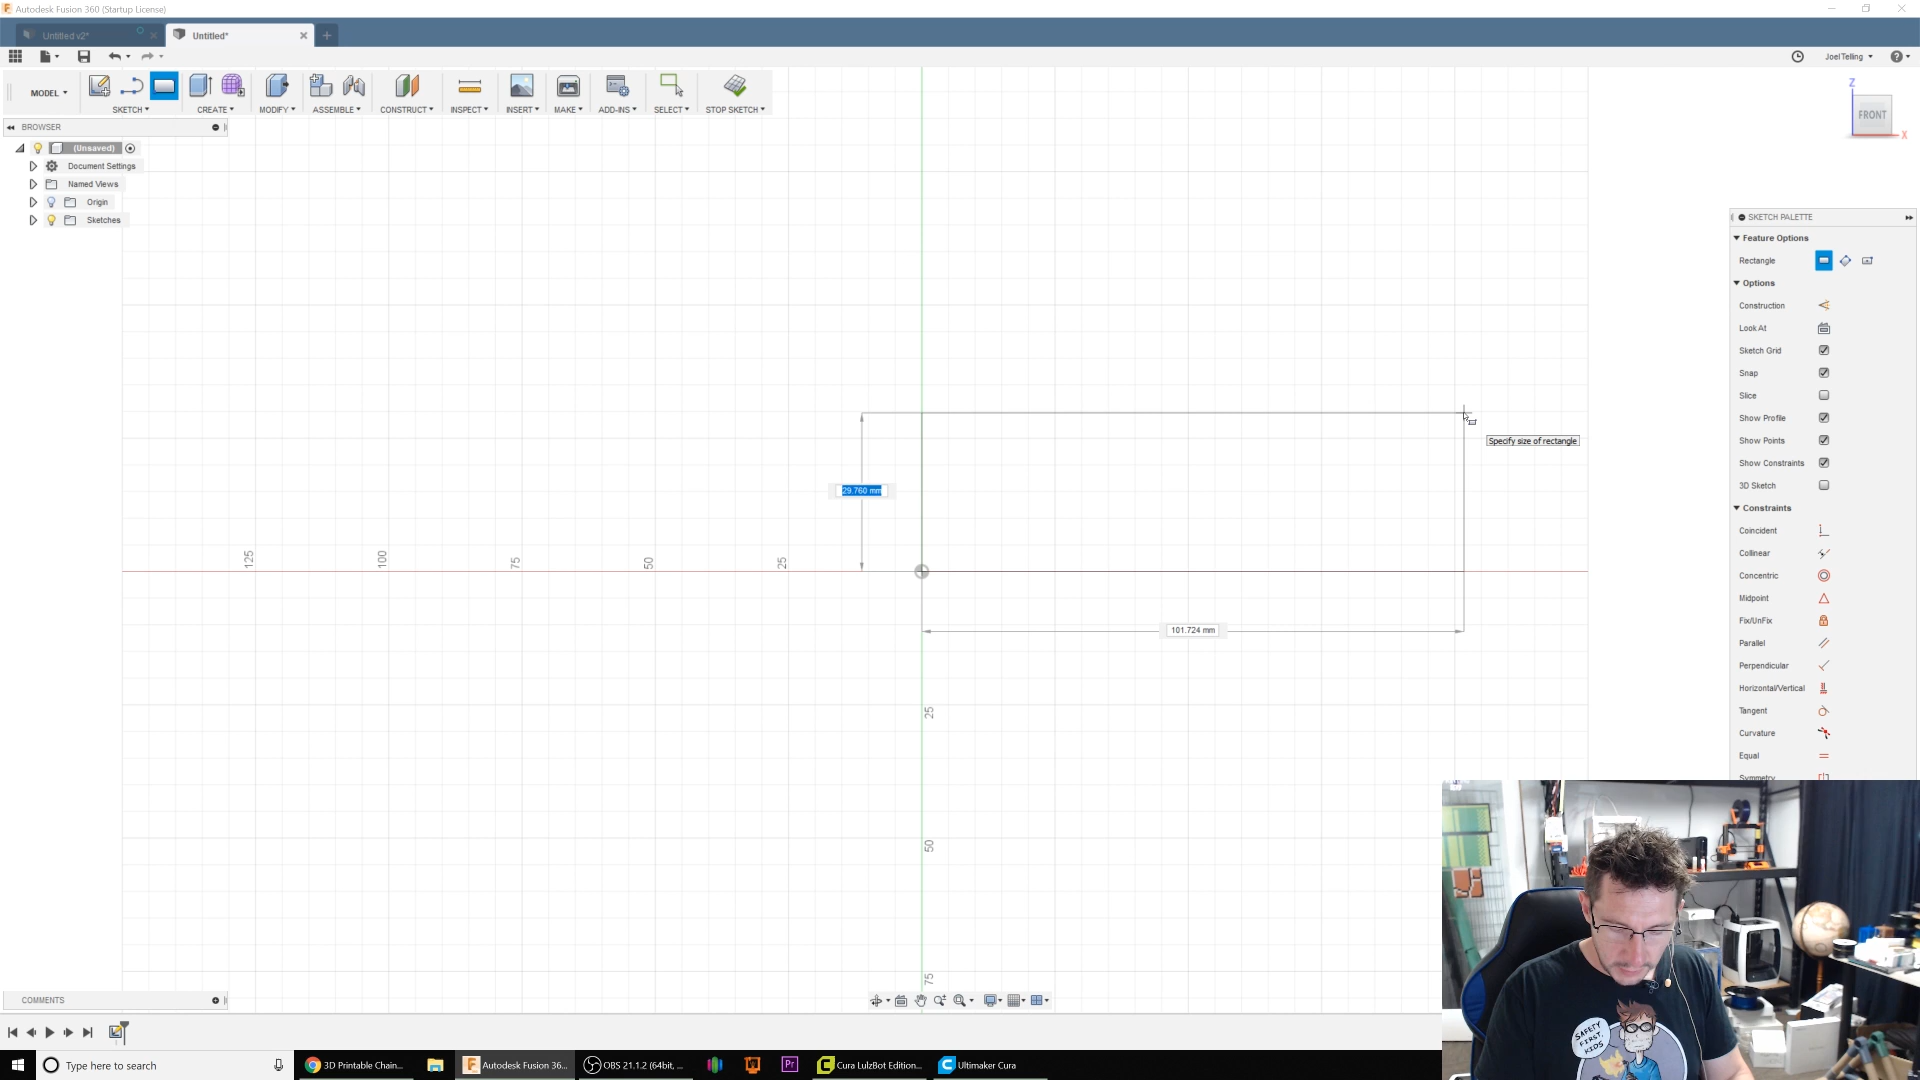 Autodesk Fusion 360 (Startup License)
Untitled v2*
Untitled*
JoelTelling
MODEL
SKETCH
CREATE
MODIFY
ASSEMBLE
CONSTRUCT
INSPECT
INSERT
MAKE
ADD-INS
SELECT
STOP SKETCH
BROWSER
(Unsaved)
Document Settings
Named Views
Origin
Sketches
Z
FRONT
X
SKETCH PALETTE
Feature Options
Rectangle
Options
Construction
Look At
Sketch Grid
Snap
Slice
Show Profile
Show Points
Show Constraints
3D Sketch
Constraints
Coincident
Collinear
Concentric
Midpoint
Fix/UnFix
Parallel
Perpendicular
Horizontal/Vertical
Tangent
Curvature
Equal
Symmetry
Specify size of rectangle
29.760 mm
125
100
75
50
25
101.724 mm
25
50
75
COMMENTS
SAFETY
FIRST,
KIDS
Type here to search
3D Printable Chain...
Autodesk Fusion 36...
OBS 21.1.2 (64bit, ...
Pr
Cura LulzBot Edition...
Ultimaker Cura